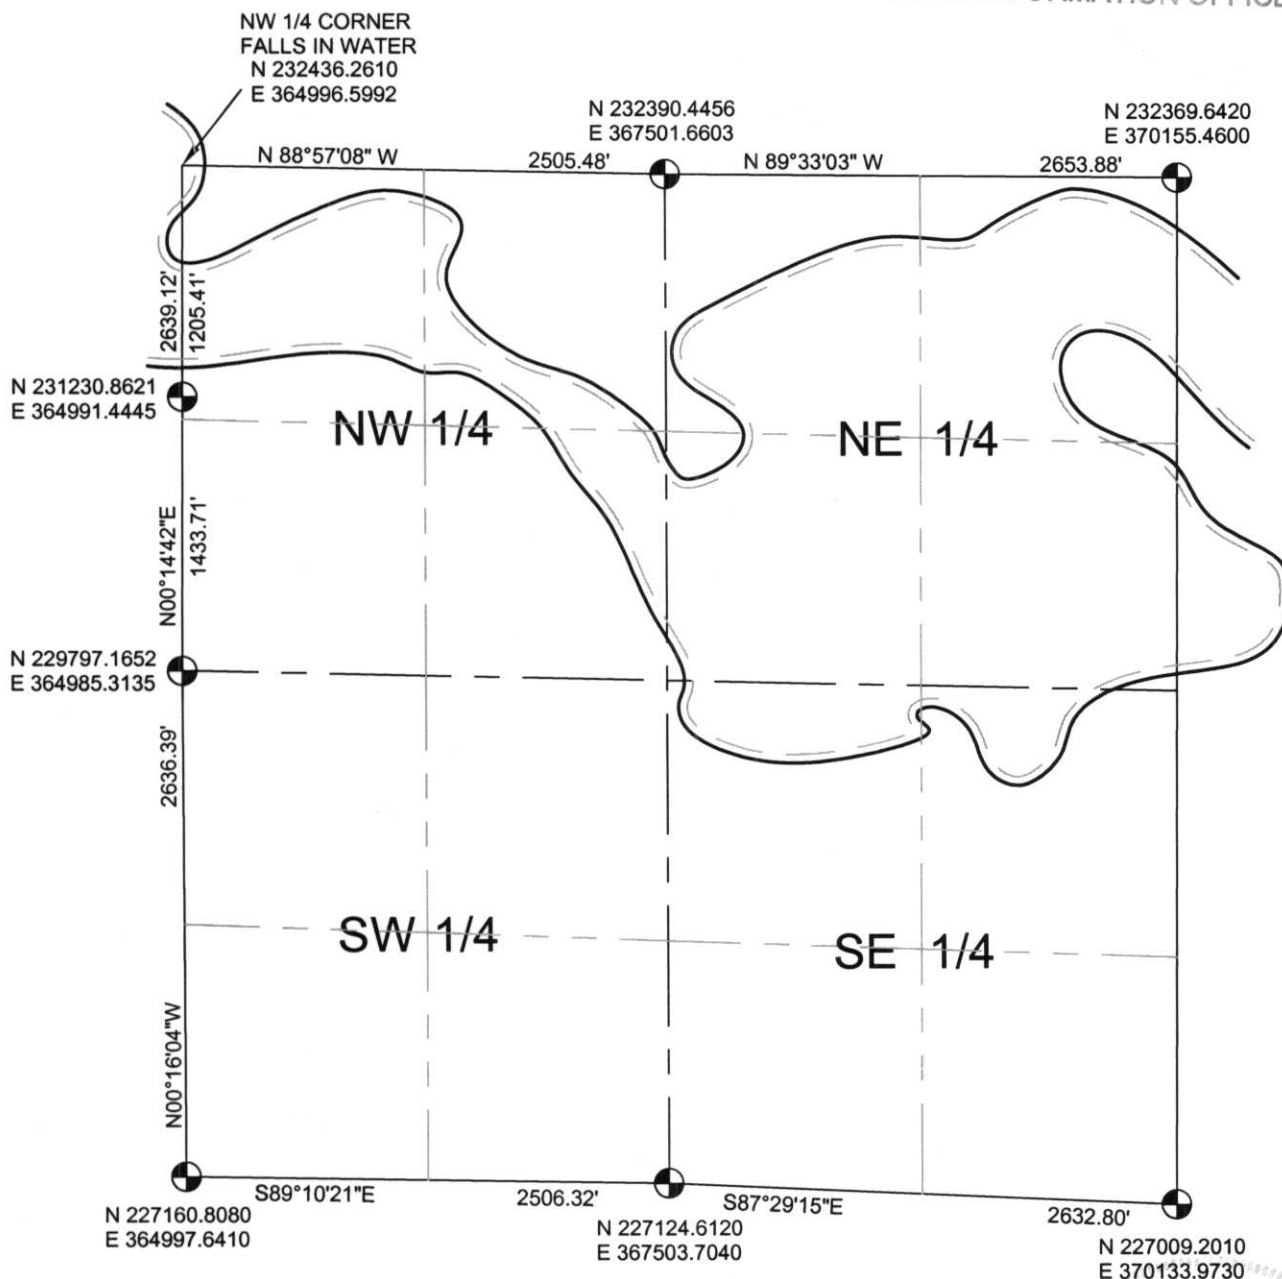 NW 1/4 CORNER
FALLS IN WATER
N 232436.2610
E 364996.5992
N 232390.4456
E 367501.6603
N 232369.6420
E 370155.4600
N 88°57'08" W
2505.48'
N 89°33'03" W
2653.88'
2639.12'
1205.41'
N 231230.8621
E 364991.4445
NW 1/4
NE 1/4
N00°14'42"E
1433.71'
N 229797.1652
E 364985.3135
2636.39'
SW 1/4
SE 1/4
N00°16'04"W
S89°10'21"E
2506.32'
S87°29'15"E
2632.80'
N 227160.8080
E 364997.6410
N 227124.6120
E 367503.7040
N 227009.2010
E 370133.9730